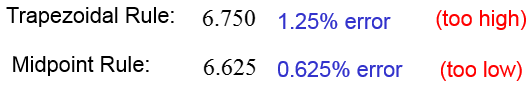 Trapezoidal Rule: 6.750 1.25% error (too high)
Midpoint Rule: 6.625 0.625% error (too low)